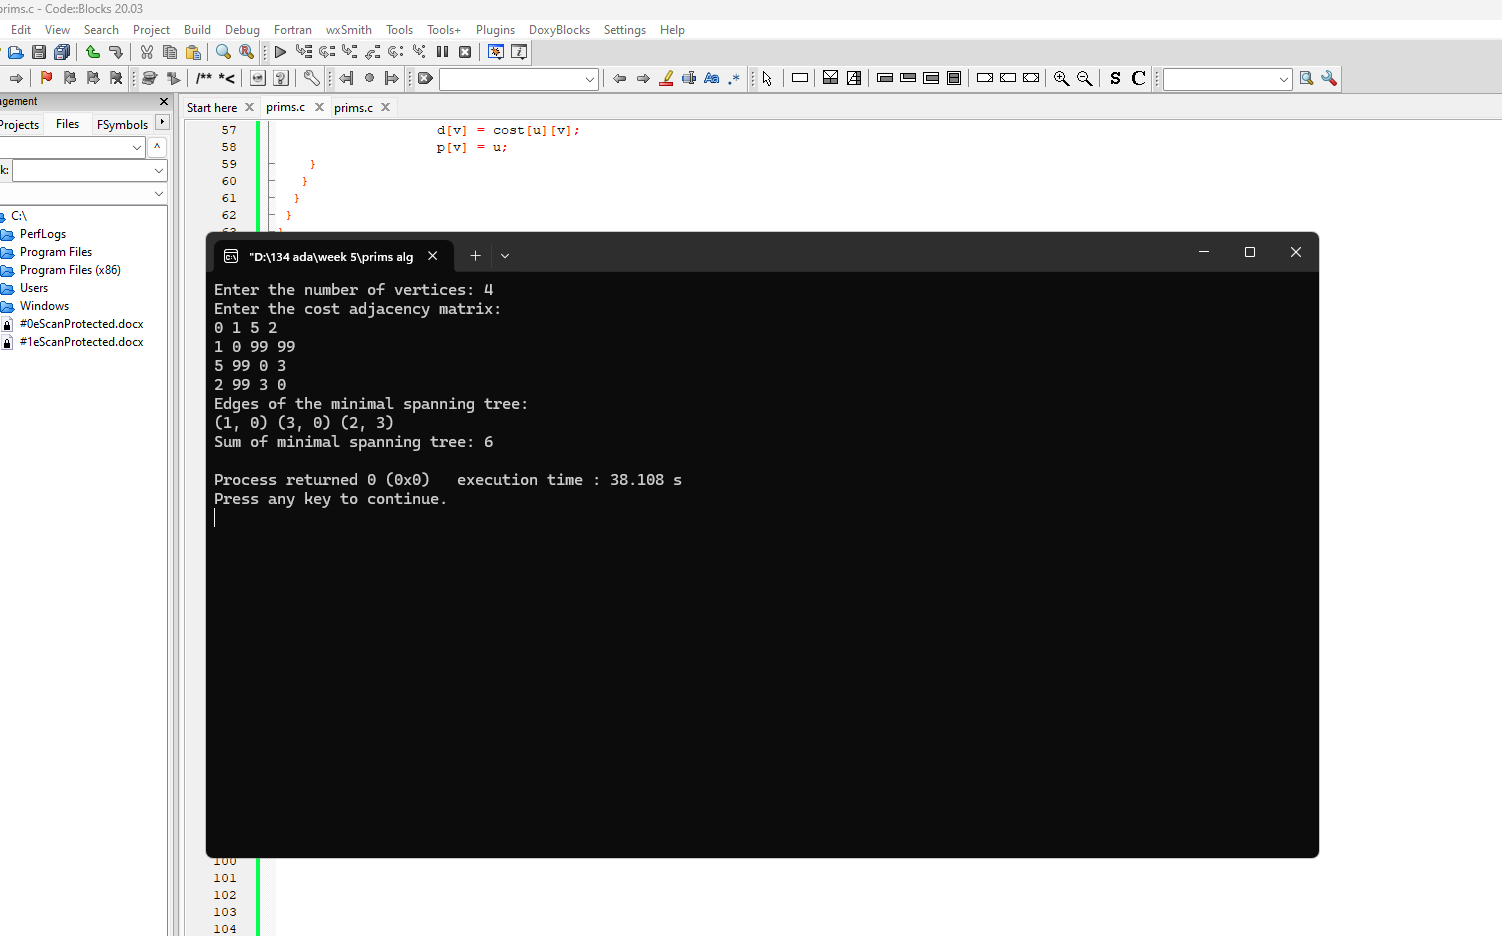 prims.c - Code::Blocks 20.03
Edit View Search Project Build Debug Fortran wxSmith Tools Tools+ Plugins DoxyBlocks Settings Help
/** *<
S C
agement
Projects Files FSymbols
Start here prims.c prims.c
k:
C:\
PerfLogs
Program Files
Program Files (x86)
Users
Windows
#0eScanProtected.docx
#1eScanProtected.docx
57 d[v] = cost[u][v];
58 p[v] = u;
59 }
60 }
61 }
62 }
63 }
"D:\134 ada\week 5\prims alg
Enter the number of vertices: 4
Enter the cost adjacency matrix:
0 1 5 2
1 0 99 99
5 99 0 3
2 99 3 0
Edges of the minimal spanning tree:
(1, 0) (3, 0) (2, 3)
Sum of minimal spanning tree: 6
Process returned 0 (0x0) execution time : 38.108 s
Press any key to continue.
100
101
102
103
104